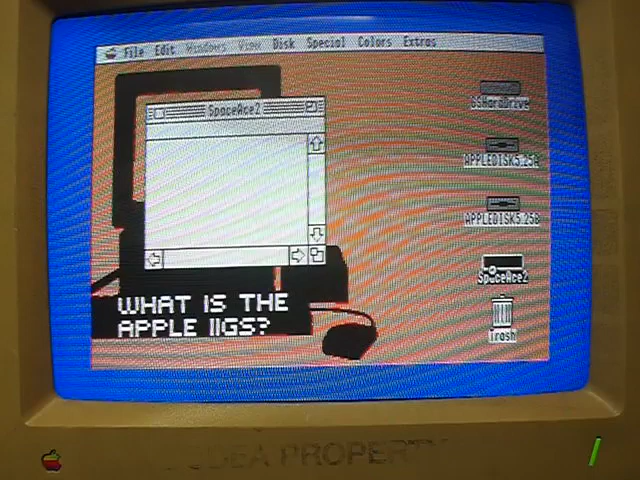 File Edit Windows View Disk Special Colors Extras
SpaceAce2
GSHardDrive
APPLEDISK5.25A
APPLEDISK5.25B
SpaceAce2
Trash
WHAT IS THE
APPLE IIGS?
PROPERTY